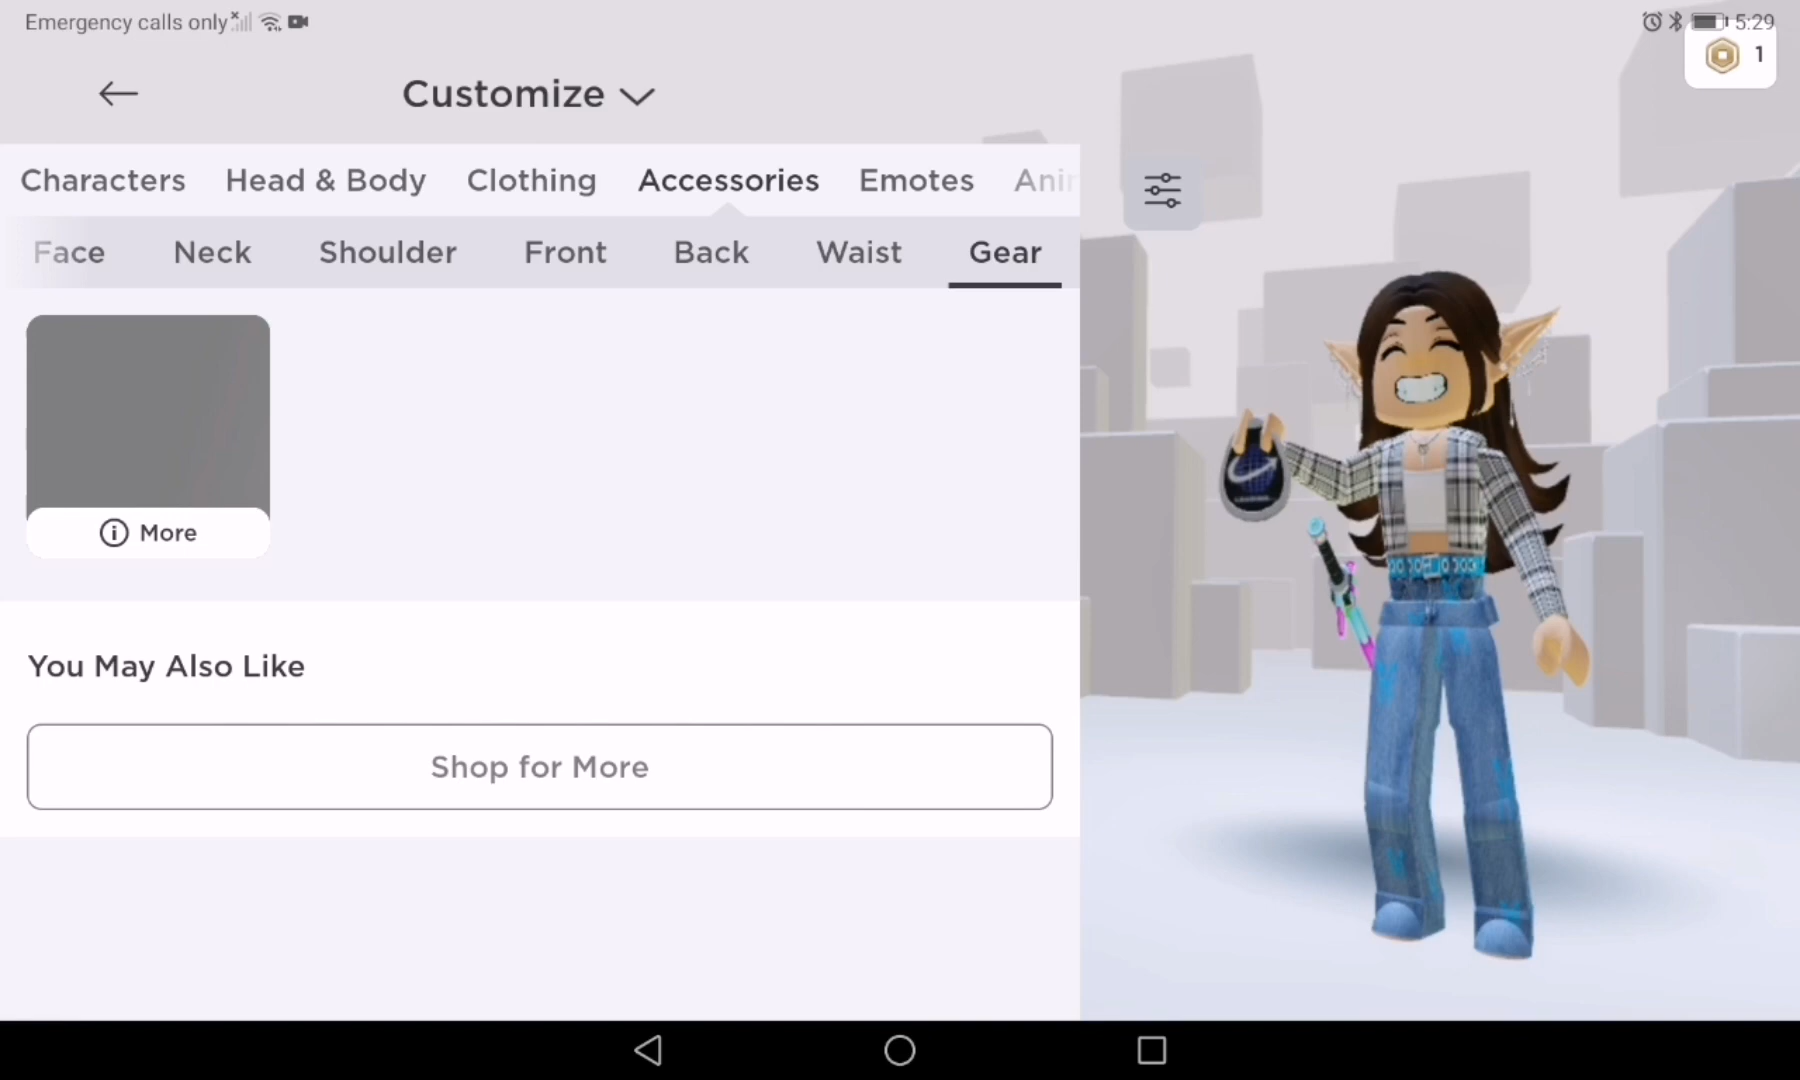 Emergency calls only
5:29
1
Customize
Characters Head & Body Clothing Accessories Emotes Anim
Face Neck Shoulder Front Back Waist Gear
More
You May Also Like
Shop for More